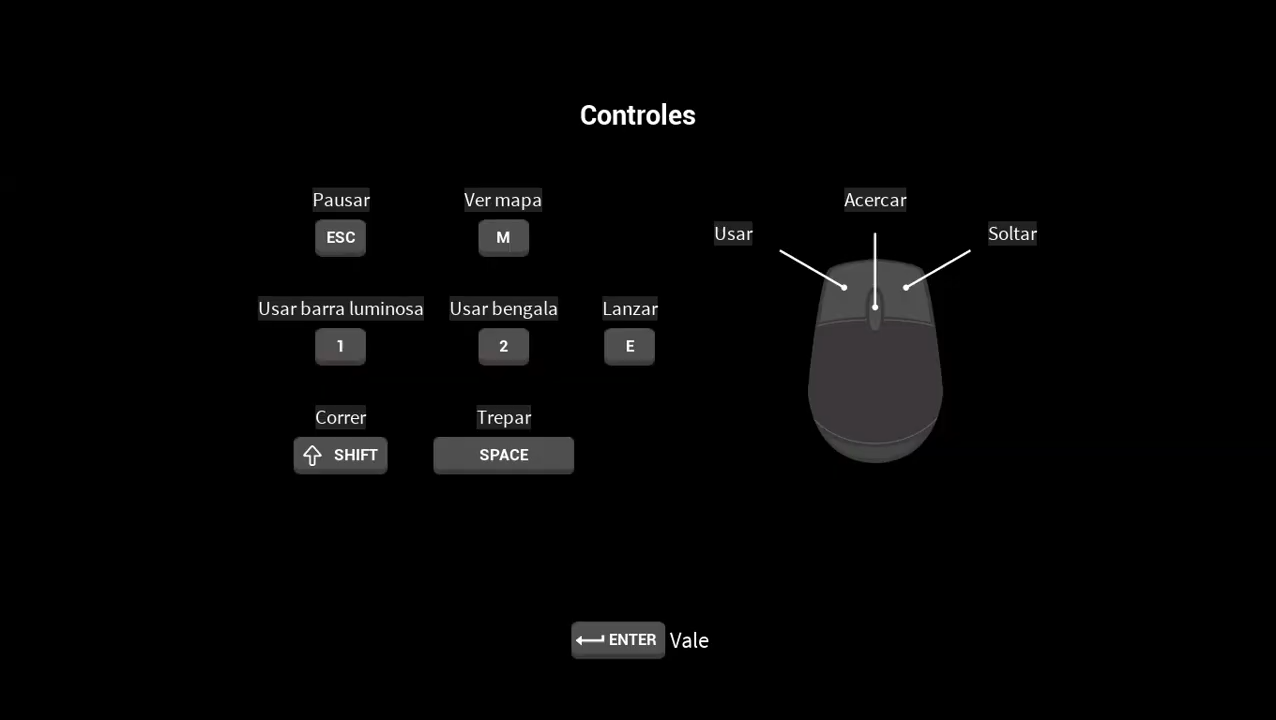 Controles
Pausar
Ver mapa
ESC
M
Usar barra luminosa
Usar bengala
Lanzar
1
2
E
Correr
Trepar
SHIFT
SPACE
Acercar
Usar
Soltar
ENTER Vale